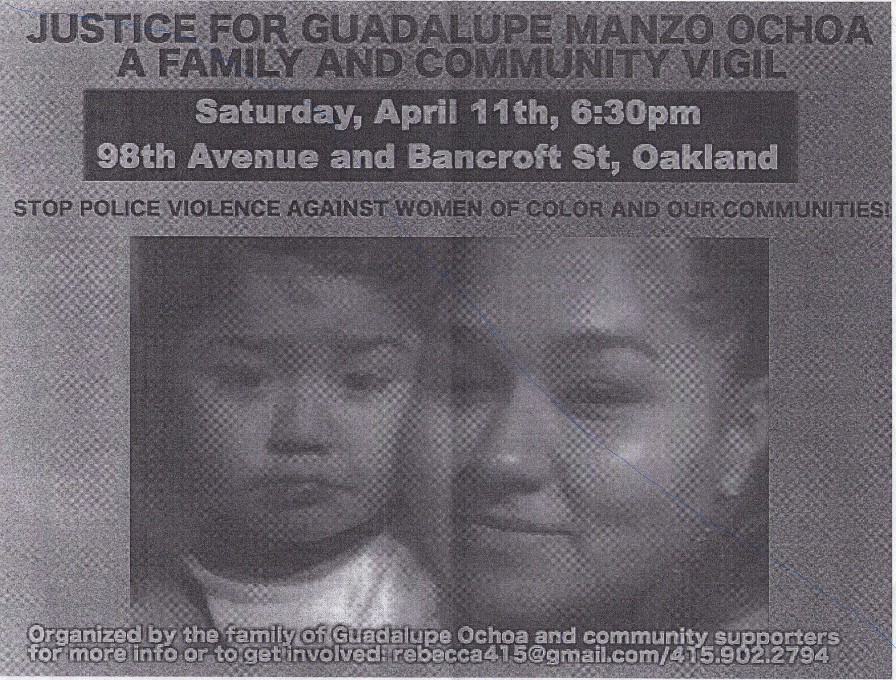 JUSTICE FOR GUADALUPE MANZO OCHOA
A FAMILY AND COMMUNITY VIGIL
Saturday, April 11th, 6:30pm
98th Avenue and Bancroft St, Oakland
STOP POLICE VIOLENCE AGAINST WOMEN OF COLOR AND OUR COMMUNITIES!
Organized by the family of Guadalupe Ochoa and community supporters
for more info or to get involved: rebecca415@gmail.com/415.902.2794